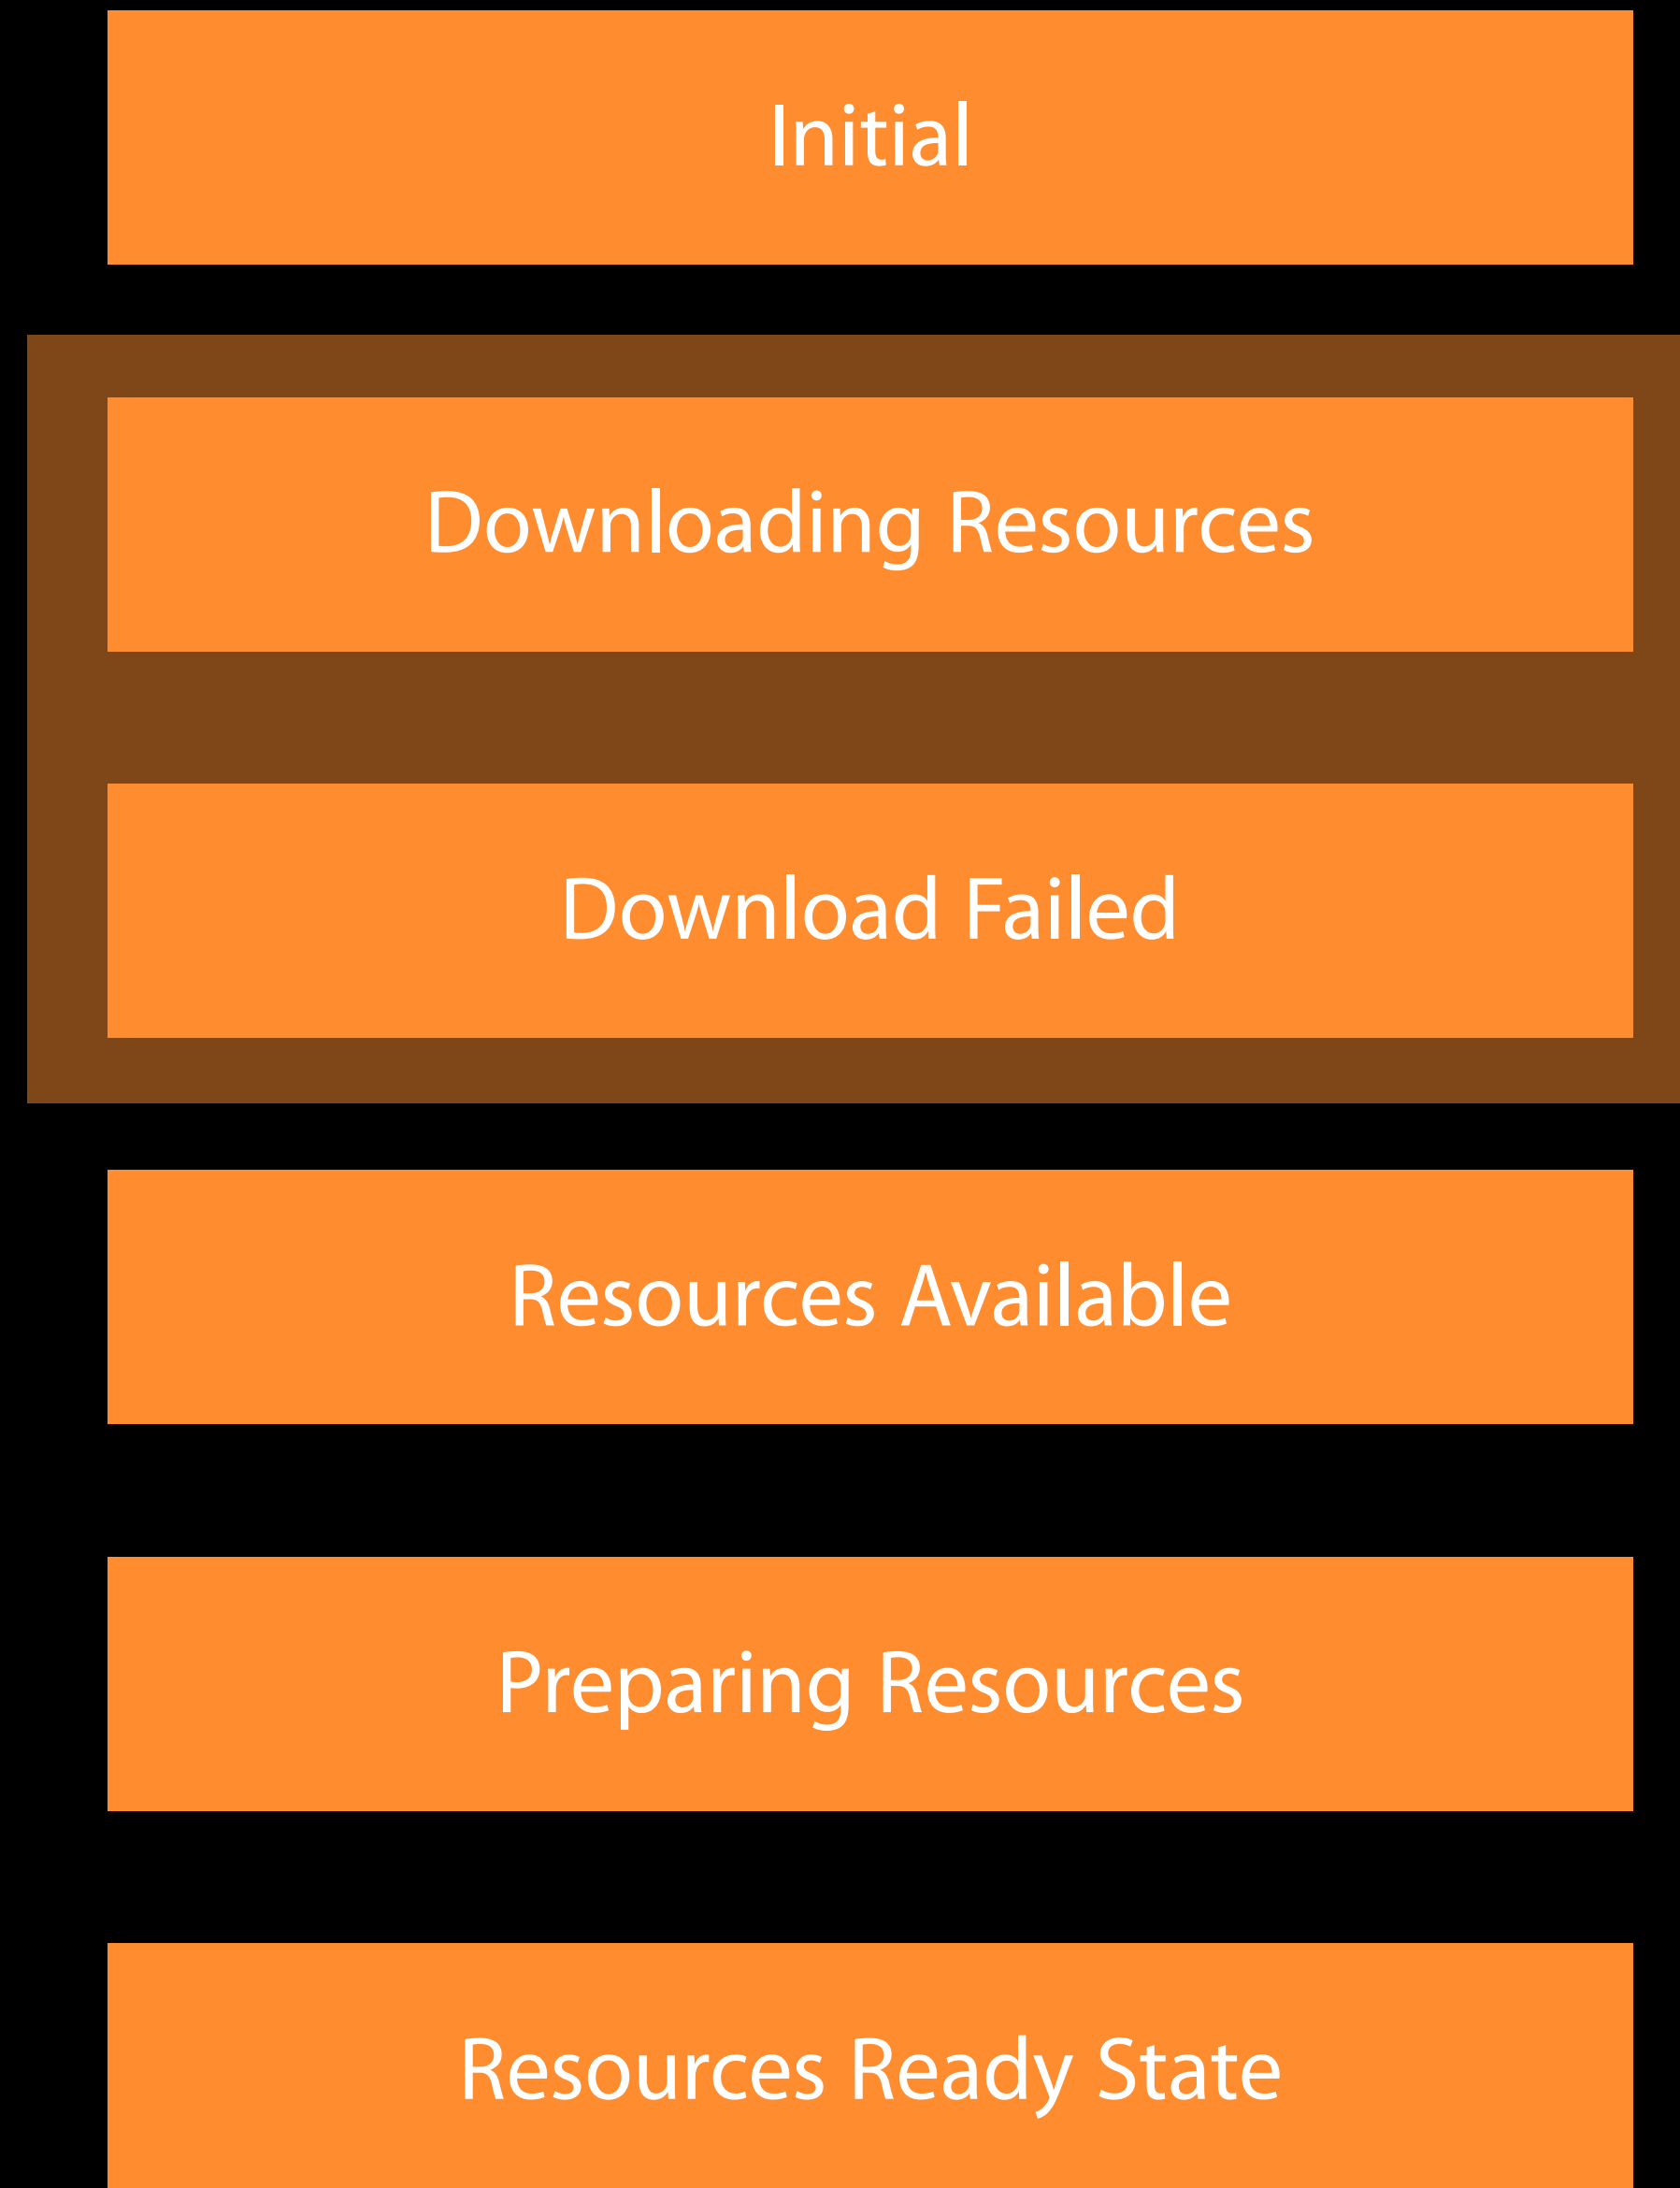 Initial
Downloading Resources
Download Failed
Resources Available
Preparing Resources
Resources Ready State